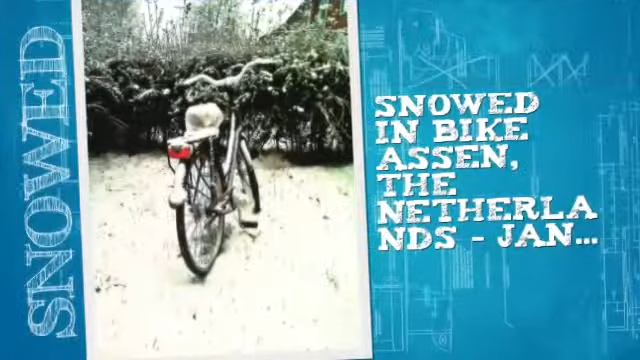 SNOWED
SNOWED
IN BIKE
ASSEN,
THE
NETHERLA
NDS - JAN...